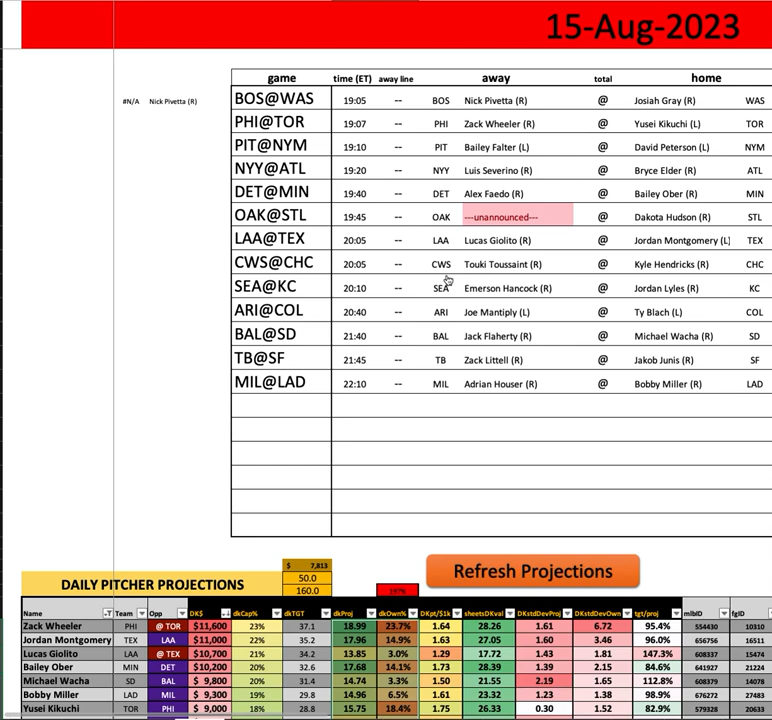 15-Aug-2023
game time (ET) away line away total home
#N/A Nick Pivetta (R) BOS@WAS 19:05 -- BOS Nick Pivetta (R) @ Josiah Gray (R) WAS
PHI@TOR 19:07 -- PHI Zack Wheeler (R) @ Yusei Kikuchi (L) TOR
PIT@NYM 19:10 -- PIT Bailey Falter (L) @ David Peterson (L) NYM
NYY@ATL 19:20 -- NYY Luis Severino (R) @ Bryce Elder (R) ATL
DET@MIN 19:40 -- DET Alex Faedo (R) @ Bailey Ober (R) MIN
OAK@STL 19:45 -- OAK ---unannounced--- @ Dakota Hudson (R) STL
LAA@TEX 20:05 -- LAA Lucas Giolito (R) @ Jordan Montgomery (L) TEX
CWS@CHC 20:05 -- CWS Touki Toussaint (R) @ Kyle Hendricks (R) CHC
SEA@KC 20:10 -- SEA Emerson Hancock (R) @ Jordan Lyles (R) KC
ARI@COL 20:40 -- ARI Joe Mantiply (L) @ Ty Blach (L) COL
BAL@SD 21:40 -- BAL Jack Flaherty (R) @ Michael Wacha (R) SD
TB@SF 21:45 -- TB Zack Littell (R) @ Jakob Junis (R) SF
MIL@LAD 22:10 -- MIL Adrian Houser (R) @ Bobby Miller (R) LAD
$ 7,813
DAILY PITCHER PROJECTIONS 50.0 Refresh Projections
160.0
Name Team Opp DK$ dkCap% dkTGT dkProj dkOwn% DKpt/$1k sheetsDKval DKstdDevProj DKstdDevOwn tgt/proj mlbID fgID
Zack Wheeler PHI @ TOR $11,600 23% 37.1 18.99 23.7% 1.64 28.26 1.61 6.72 95.4% 554430 10310
Jordan Montgomery TEX LAA $11,000 22% 35.2 17.96 14.9% 1.63 27.05 1.60 3.46 96.0% 656756 16511
Lucas Giolito LAA @ TEX $10,700 21% 34.2 13.85 3.0% 1.29 17.72 1.43 1.81 147.3% 608337 15474
Bailey Ober MIN DET $10,200 20% 32.6 17.68 14.1% 1.73 28.39 1.39 2.15 84.6% 641927 21224
Michael Wacha SD BAL $ 9,800 20% 31.4 14.74 3.3% 1.50 21.55 2.19 1.65 112.8% 608379 14078
Bobby Miller LAD MIL $ 9,300 19% 29.8 14.96 6.5% 1.61 23.32 1.23 1.38 98.9% 676272 27483
Yusei Kikuchi TOR PHI $ 9,000 18% 28.8 15.75 18.4% 1.75 26.33 0.30 1.52 82.9% 579328 20633